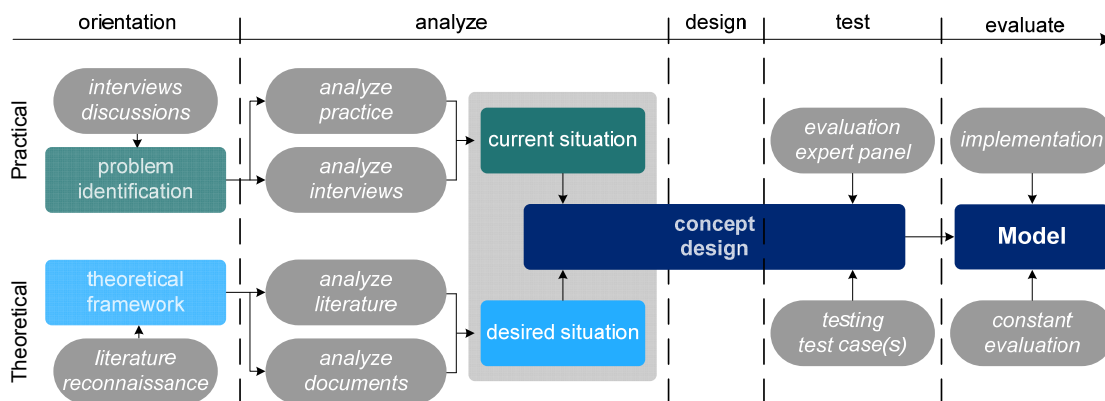 orientation
analyze
design
test
evaluate
Practical
interviews
discussions
problem
identification
analyze
practice
analyze
interviews
current situation
evaluation
expert panel
implementation
concept
design
Model
Theoretical
theoretical
framework
literature
reconnaissance
analyze
literature
analyze
documents
desired situation
testing
test case(s)
constant
evaluation